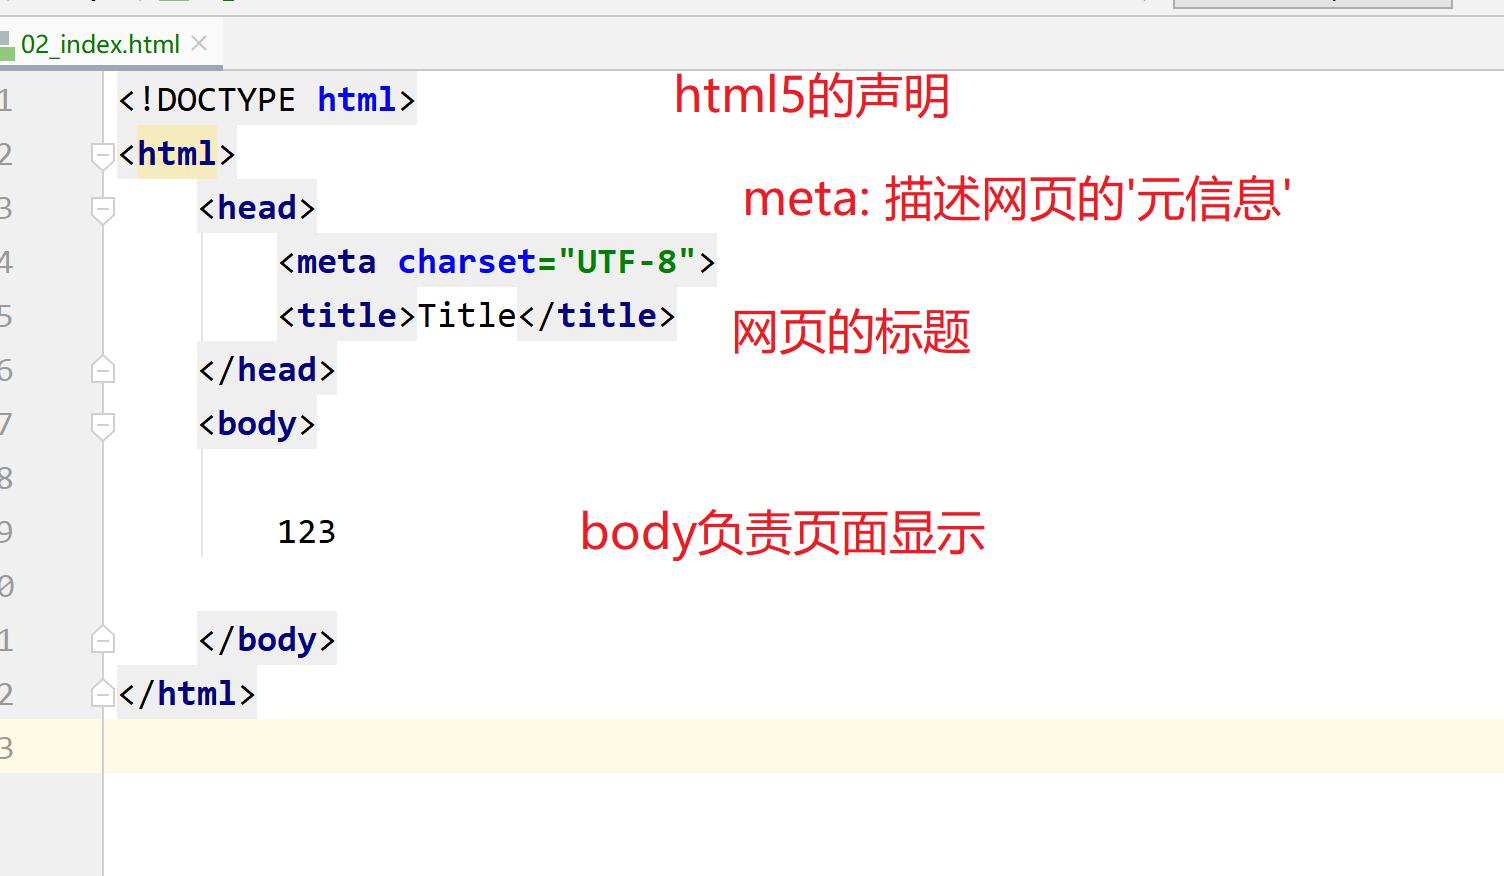 02_index.html
1 <!DOCTYPE html> html5的声明
2 <html>
3 <head> meta: 描述网页的'元信息'
4 <meta charset="UTF-8">
5 <title>Title</title> 网页的标题
6 </head>
7 <body>
8
9 123 body负责页面显示
0
1 </body>
2 </html>
3